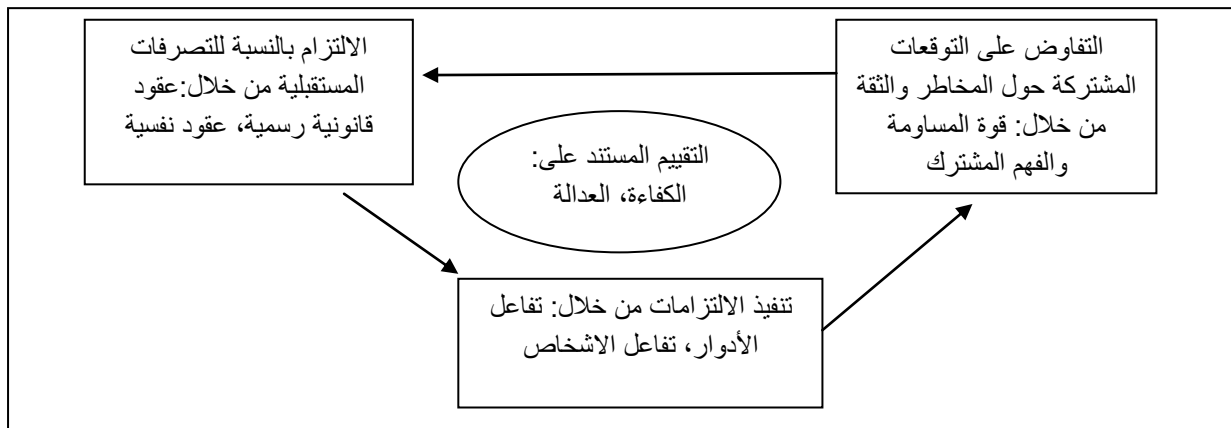 التفاوض على التوقعات
المشتركة حول المخاطر والثقة
من خلال: قوة المساومة
والفهم المشترك
الالتزام بالنسبة للتصرفات
المستقبلية من خلال:عقود
قانونية رسمية، عقود نفسية
التقييم المستند على:
الكفاءة، العدالة
تنفيذ الالتزامات من خلال: تفاعل
الأدوار، تفاعل الاشخاص